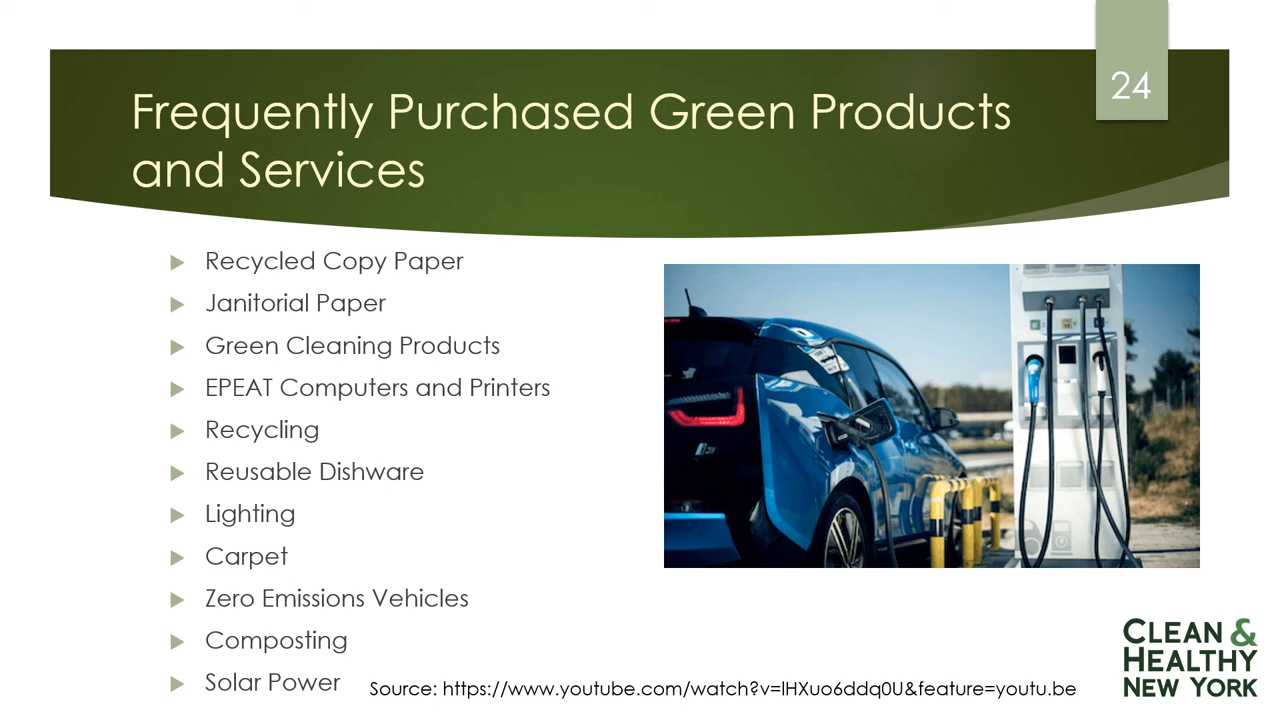 24
Frequently Purchased Green Products
and Services
Recycled Copy Paper
Janitorial Paper
Green Cleaning Products
EPEAT Computers and Printers
Recycling
Reusable Dishware
Lighting
Carpet
Zero Emissions Vehicles
Composting
Solar Power
Source: https://www.youtube.com/watch?v=lHXuo6ddq0U&feature=youtu.be
CLEAN &
HEALTHY
NEW YORK